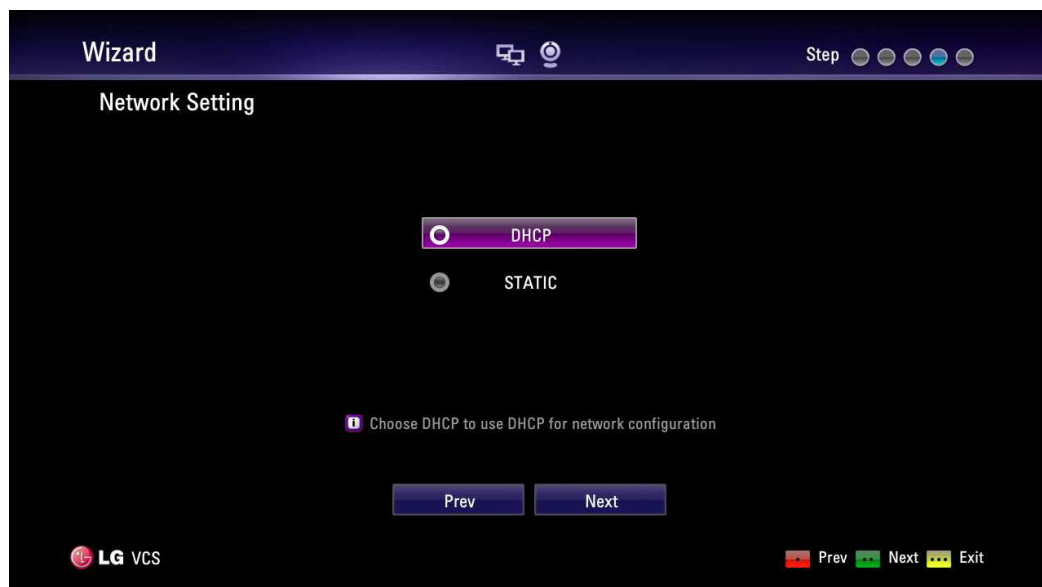 Wizard
Step
Network Setting
DHCP
STATIC
Choose DHCP to use DHCP for network configuration
Prev Next
LG VCS
Prev Next Exit